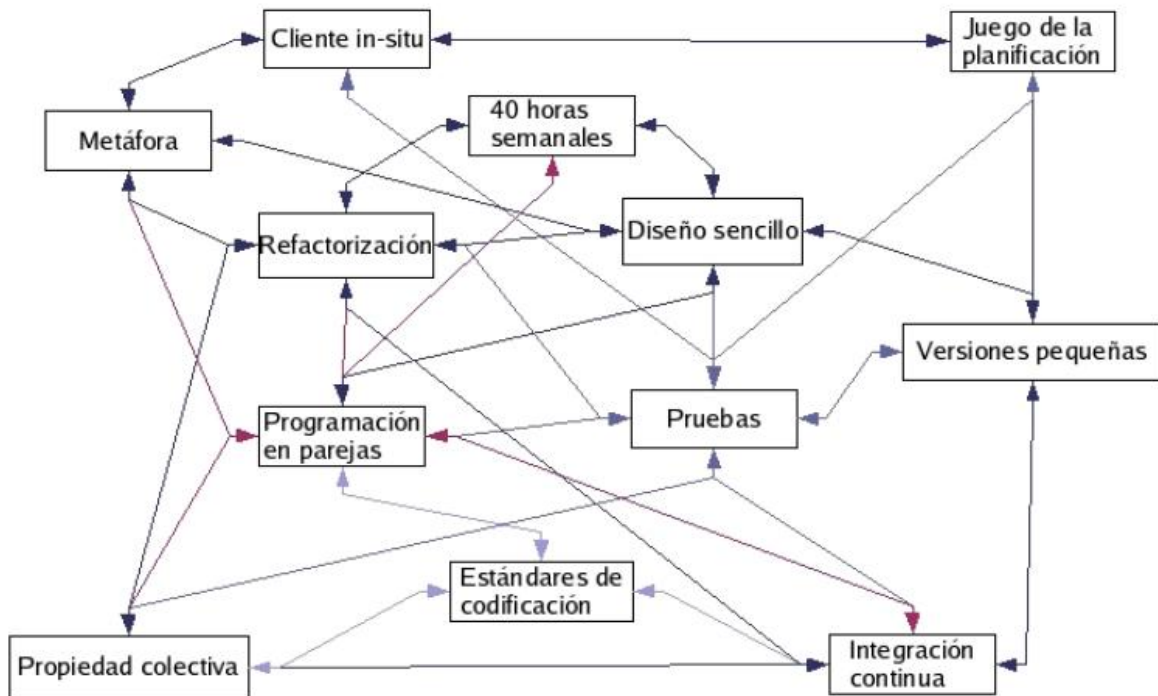 Cliente in-situ
Juego de la
planificación
40 horas
semanales
Metáfora
Refactorización
Diseño sencillo
Versiones pequeñas
Programación
en parejas
Pruebas
Estándares de
codificación
Propiedad colectiva
Integración
continua